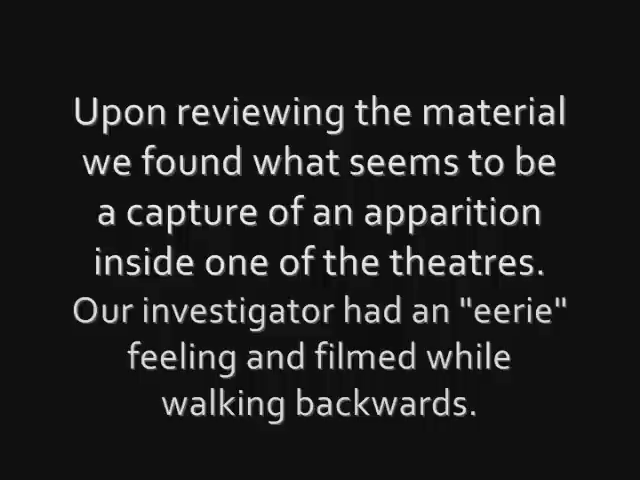 Upon reviewing the material
we found what seems to be
a capture of an apparition
inside one of the theatres.
Our investigator had an "eerie"
feeling and filmed while
walking backwards.